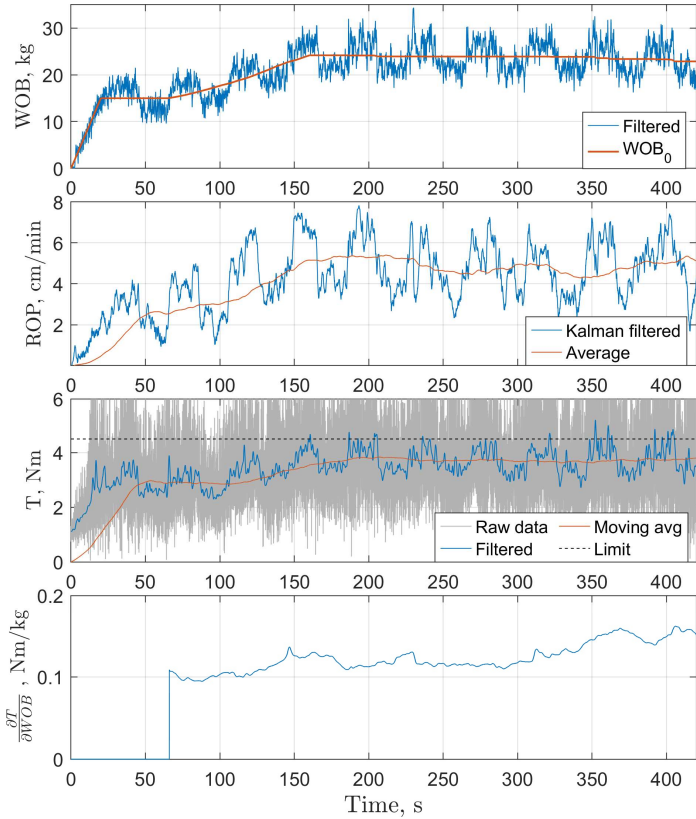 WOB, kg
30
20
10
0
0 50 100 150 200 250 300 350 400
Filtered
WOB0
ROP, cm/min
8
6
4
2
0 50 100 150 200 250 300 350 400
Kalman filtered
Average
T, Nm
6
4
2
0
0 50 100 150 200 250 300 350 400
Raw data Moving avg
Filtered Limit
∂T/∂WOB , Nm/kg
0.2
0.1
0
0 50 100 150 200 250 300 350 400
Time, s